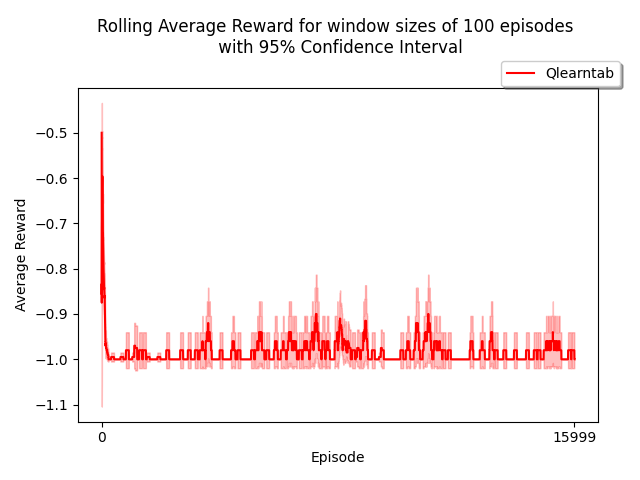 Rolling Average Reward for window sizes of 100 episodes
with 95% Confidence Interval
Qlearntab
−0.5
−0.6
−0.7
−0.8
−0.9
−1.0
−1.1
Average Reward
0
15999
Episode